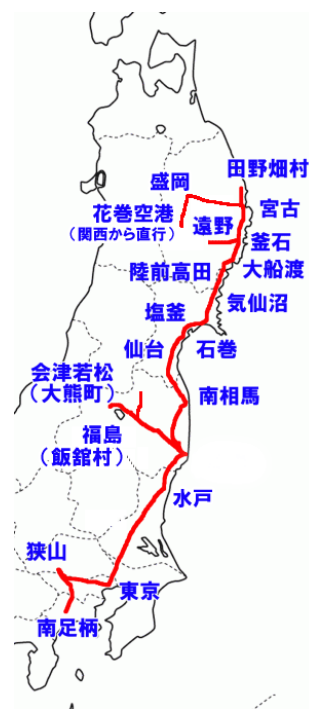 田野畑村
盛岡
宮古
花巻空港
(関西から直行)
遠野
釜石
大船渡
陸前高田
気仙沼
塩釜
石巻
仙台
会津若松
(大熊町)
南相馬
福島
(飯舘村)
水戸
狭山
東京
南足柄